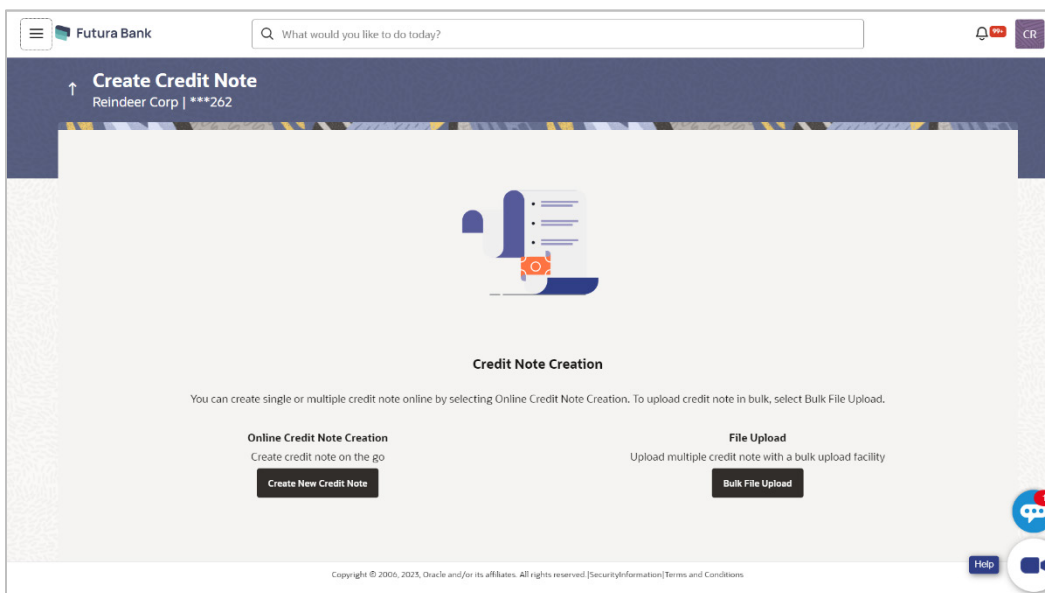 Futura Bank
What would you like to do today?
99+
CR
Create Credit Note
Reindeer Corp | ***262
Credit Note Creation
You can create single or multiple credit note online by selecting Online Credit Note Creation. To upload credit note in bulk, select Bulk File Upload.
Online Credit Note Creation
File Upload
Create credit note on the go
Upload multiple credit note with a bulk upload facility
Create New Credit Note
Bulk File Upload
Help
Copyright © 2006, 2023, Oracle and/or its affiliates. All rights reserved.|SecurityInformation|Terms and Conditions